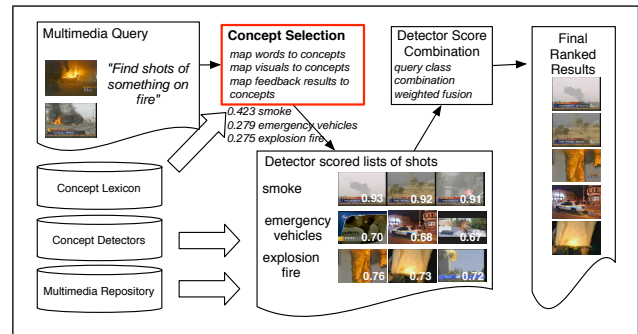 Multimedia Query
"Find shots of
something on
fire"
Concept Selection
map words to concepts
map visuals to concepts
map feedback results to
concepts
Detector Score
Combination
query class
combination
weighted fusion
Final
Ranked
Results
0.423 smoke
0.279 emergency vehicles
0.275 explosion fire
Concept Lexicon
Concept Detectors
Multimedia Repository
Detector scored lists of shots
smoke
0.93 0.92 0.91
emergency
vehicles
0.70 0.68 0.67
explosion
fire
0.76 0.73 0.72